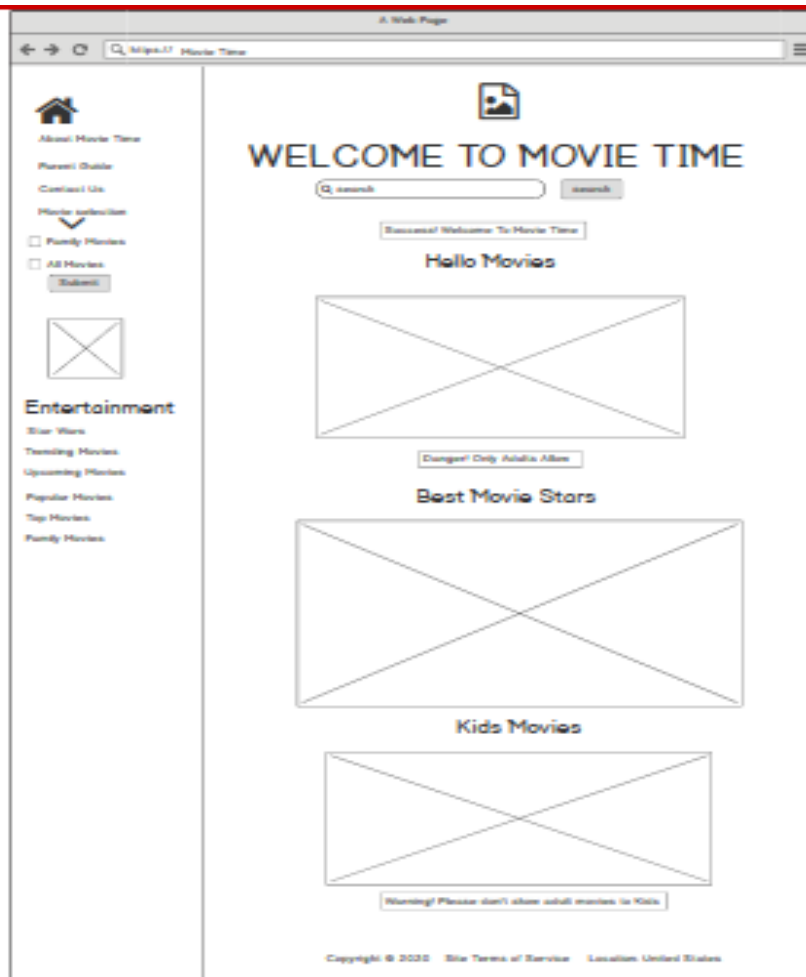 A Web Page
https:// Movie Time
About Movie Time
Parent Guide
Contact Us
Movie selection
Family Movies
All Movies
Submit
Entertainment
Star Wars
Trending Movies
Upcoming Movies
Popular Movies
Top Movies
Family Movies
WELCOME TO MOVIE TIME
search search
Success! Welcome To Movie Time
Hello Movies
Danger! Only Adults Allow
Best Movie Stars
Kids Movies
Warning! Please don't show adult movies to Kids
Copyright © 2020 Site Terms of Service Location United States